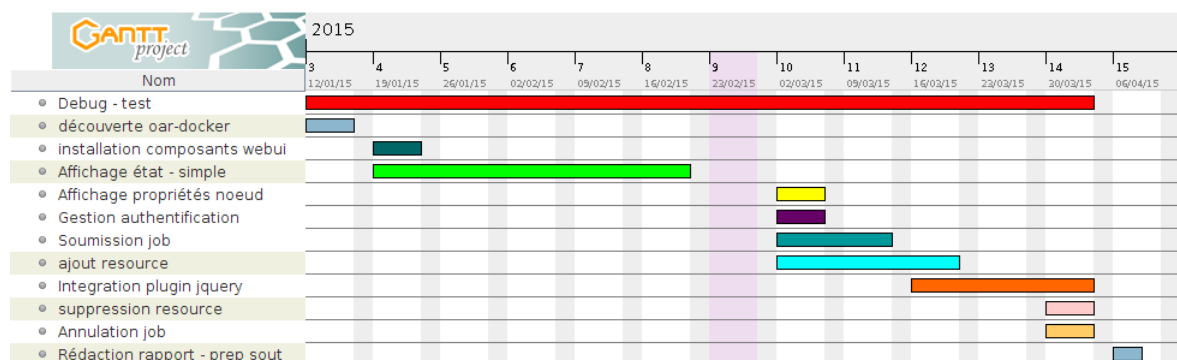 GANTT
project
2015
3 4 5 6 7 8 9 10 11 12 13 14 15
12/01/15 19/01/15 26/01/15 02/02/15 09/02/15 16/02/15 23/02/15 02/03/15 09/03/15 16/03/15 23/03/15 30/03/15 06/04/15
Nom
Debug - test
découverte oar-docker
installation composants webui
Affichage état - simple
Affichage propriétés noeud
Gestion authentification
Soumission job
ajout resource
Integration plugin jquery
suppression resource
Annulation job
Rédaction rapport - prep sout